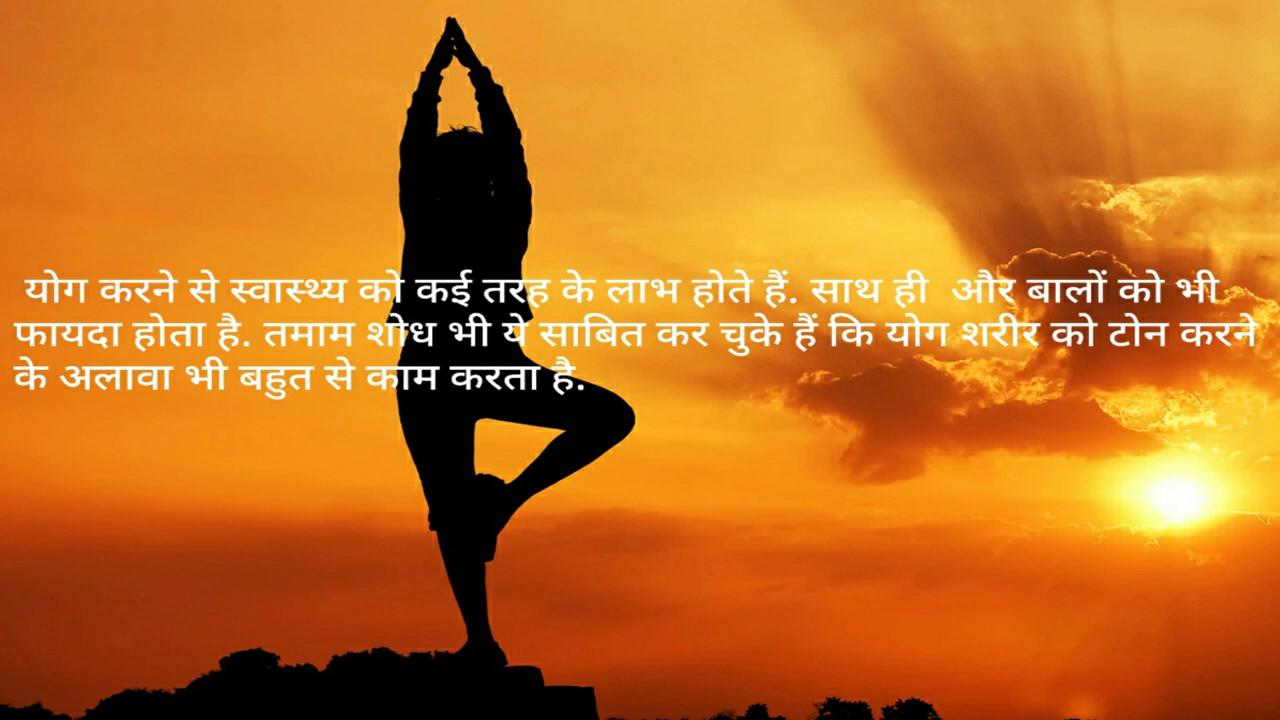 योग करने से स्वास्थ्य को कई तरह के लाभ होते हैं. साथ ही  और बालों को भी
फायदा होता है. तमाम शोध भी ये साबित कर चुके हैं कि योग शरीर को टोन करने
के अलावा भी बहुत से काम करता है.